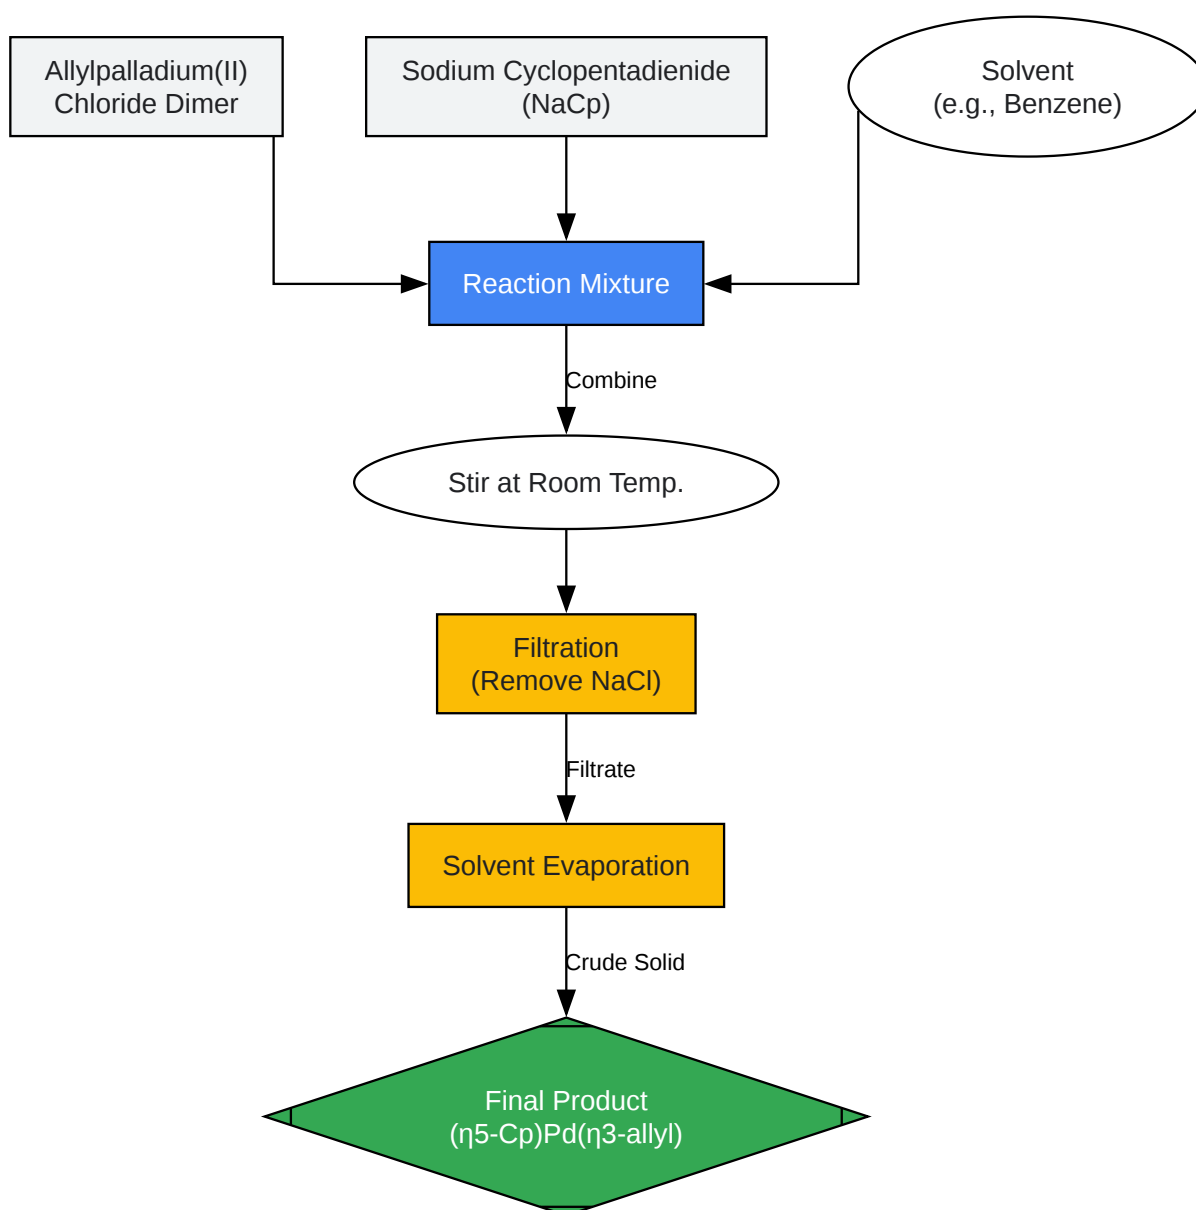 Allylpalladium(II)
Chloride Dimer
Sodium Cyclopentadienide
(NaCp)
Solvent
(e.g., Benzene)
Reaction Mixture
Combine
Stir at Room Temp.
Filtration
(Remove NaCl)
Filtrate
Solvent Evaporation
Crude Solid
Final Product
(η5-Cp)Pd(η3-allyl)